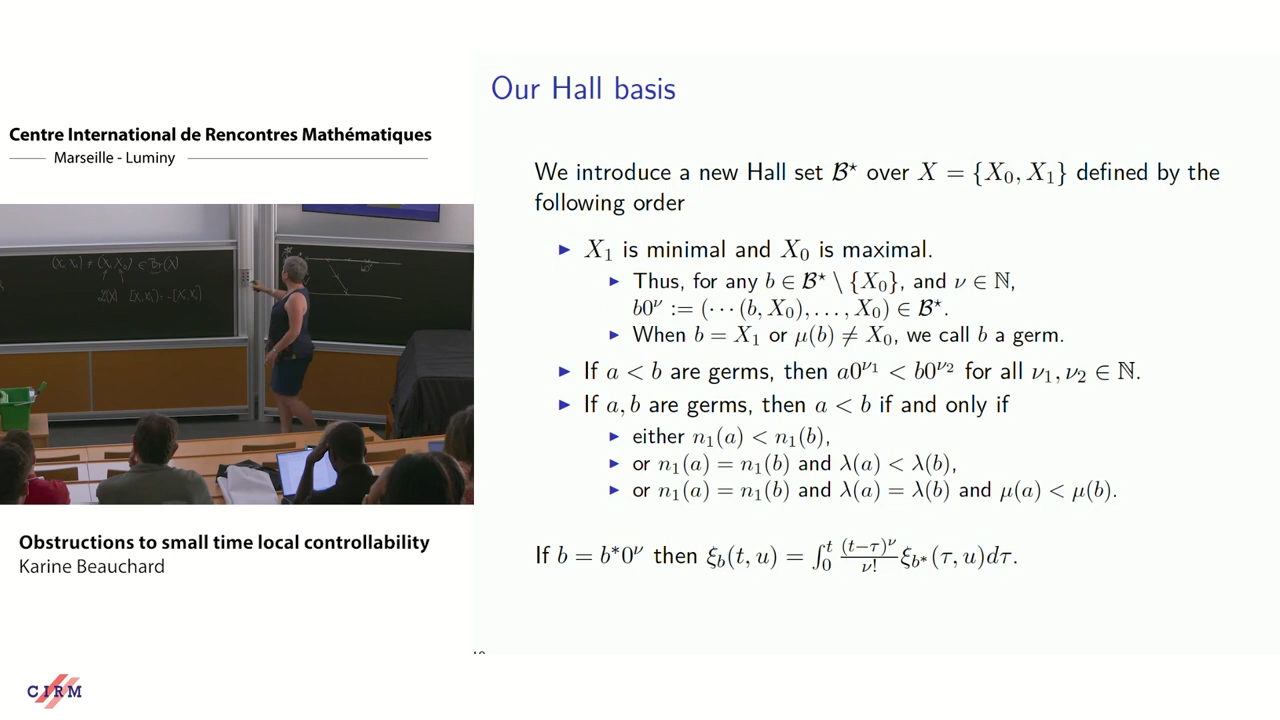 Centre International de Rencontres Mathématiques
Marseille - Luminy
Obstructions to small time local controllability
Karine Beauchard
CIRM
Our Hall basis
We introduce a new Hall set 𝓑⋆ over X = {X₀, X₁} defined by the
following order
▶ X₁ is minimal and X₀ is maximal.
▶ Thus, for any b ∈ 𝓑⋆ \ {X₀}, and ν ∈ ℕ,
b0^ν := (⋯(b, X₀), . . . , X₀) ∈ 𝓑⋆.
▶ When b = X₁ or μ(b) ≠ X₀, we call b a germ.
▶ If a < b are germs, then a0^{ν₁} < b0^{ν₂} for all ν₁, ν₂ ∈ ℕ.
▶ If a, b are germs, then a < b if and only if
▶ either n₁(a) < n₁(b),
▶ or n₁(a) = n₁(b) and λ(a) < λ(b),
▶ or n₁(a) = n₁(b) and λ(a) = λ(b) and μ(a) < μ(b).
If b = b*0^ν then ξ_b(t, u) = ∫₀^t (t−τ)^ν/ν! ξ_{b*}(τ, u)dτ.